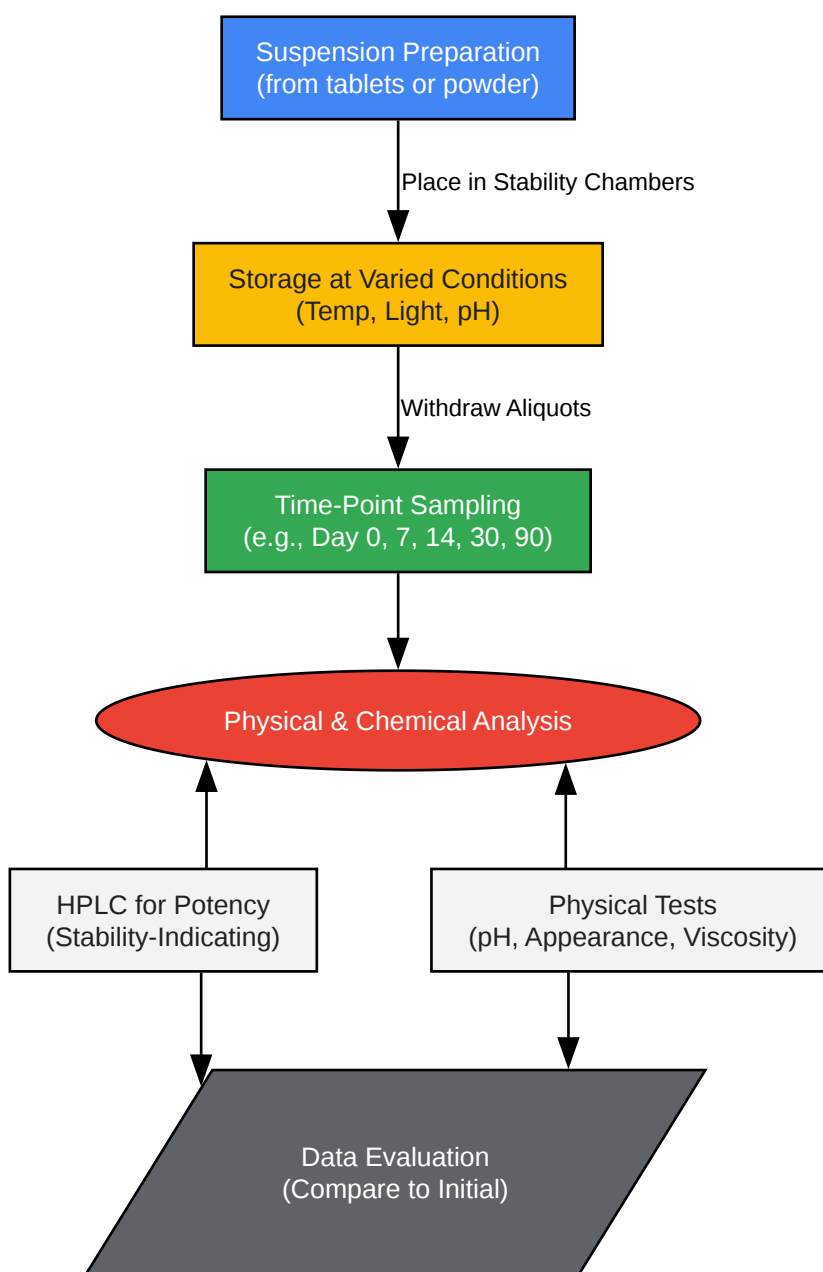 Suspension Preparation
(from tablets or powder)
Place in Stability Chambers
Storage at Varied Conditions
(Temp, Light, pH)
Withdraw Aliquots
Time-Point Sampling
(e.g., Day 0, 7, 14, 30, 90)
Physical & Chemical Analysis
HPLC for Potency
(Stability-Indicating)
Physical Tests
(pH, Appearance, Viscosity)
Data Evaluation
(Compare to Initial)